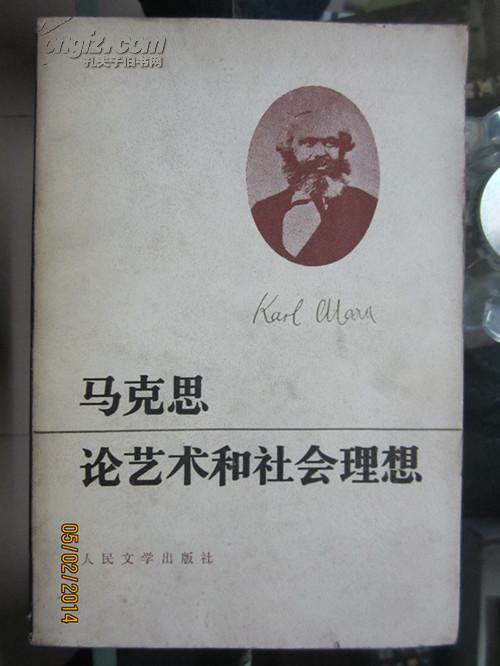 ongfz.com
孔夫子旧书网
Karl Marx
马克思
论艺术和社会理想
人民文学出版社
05/02/2014